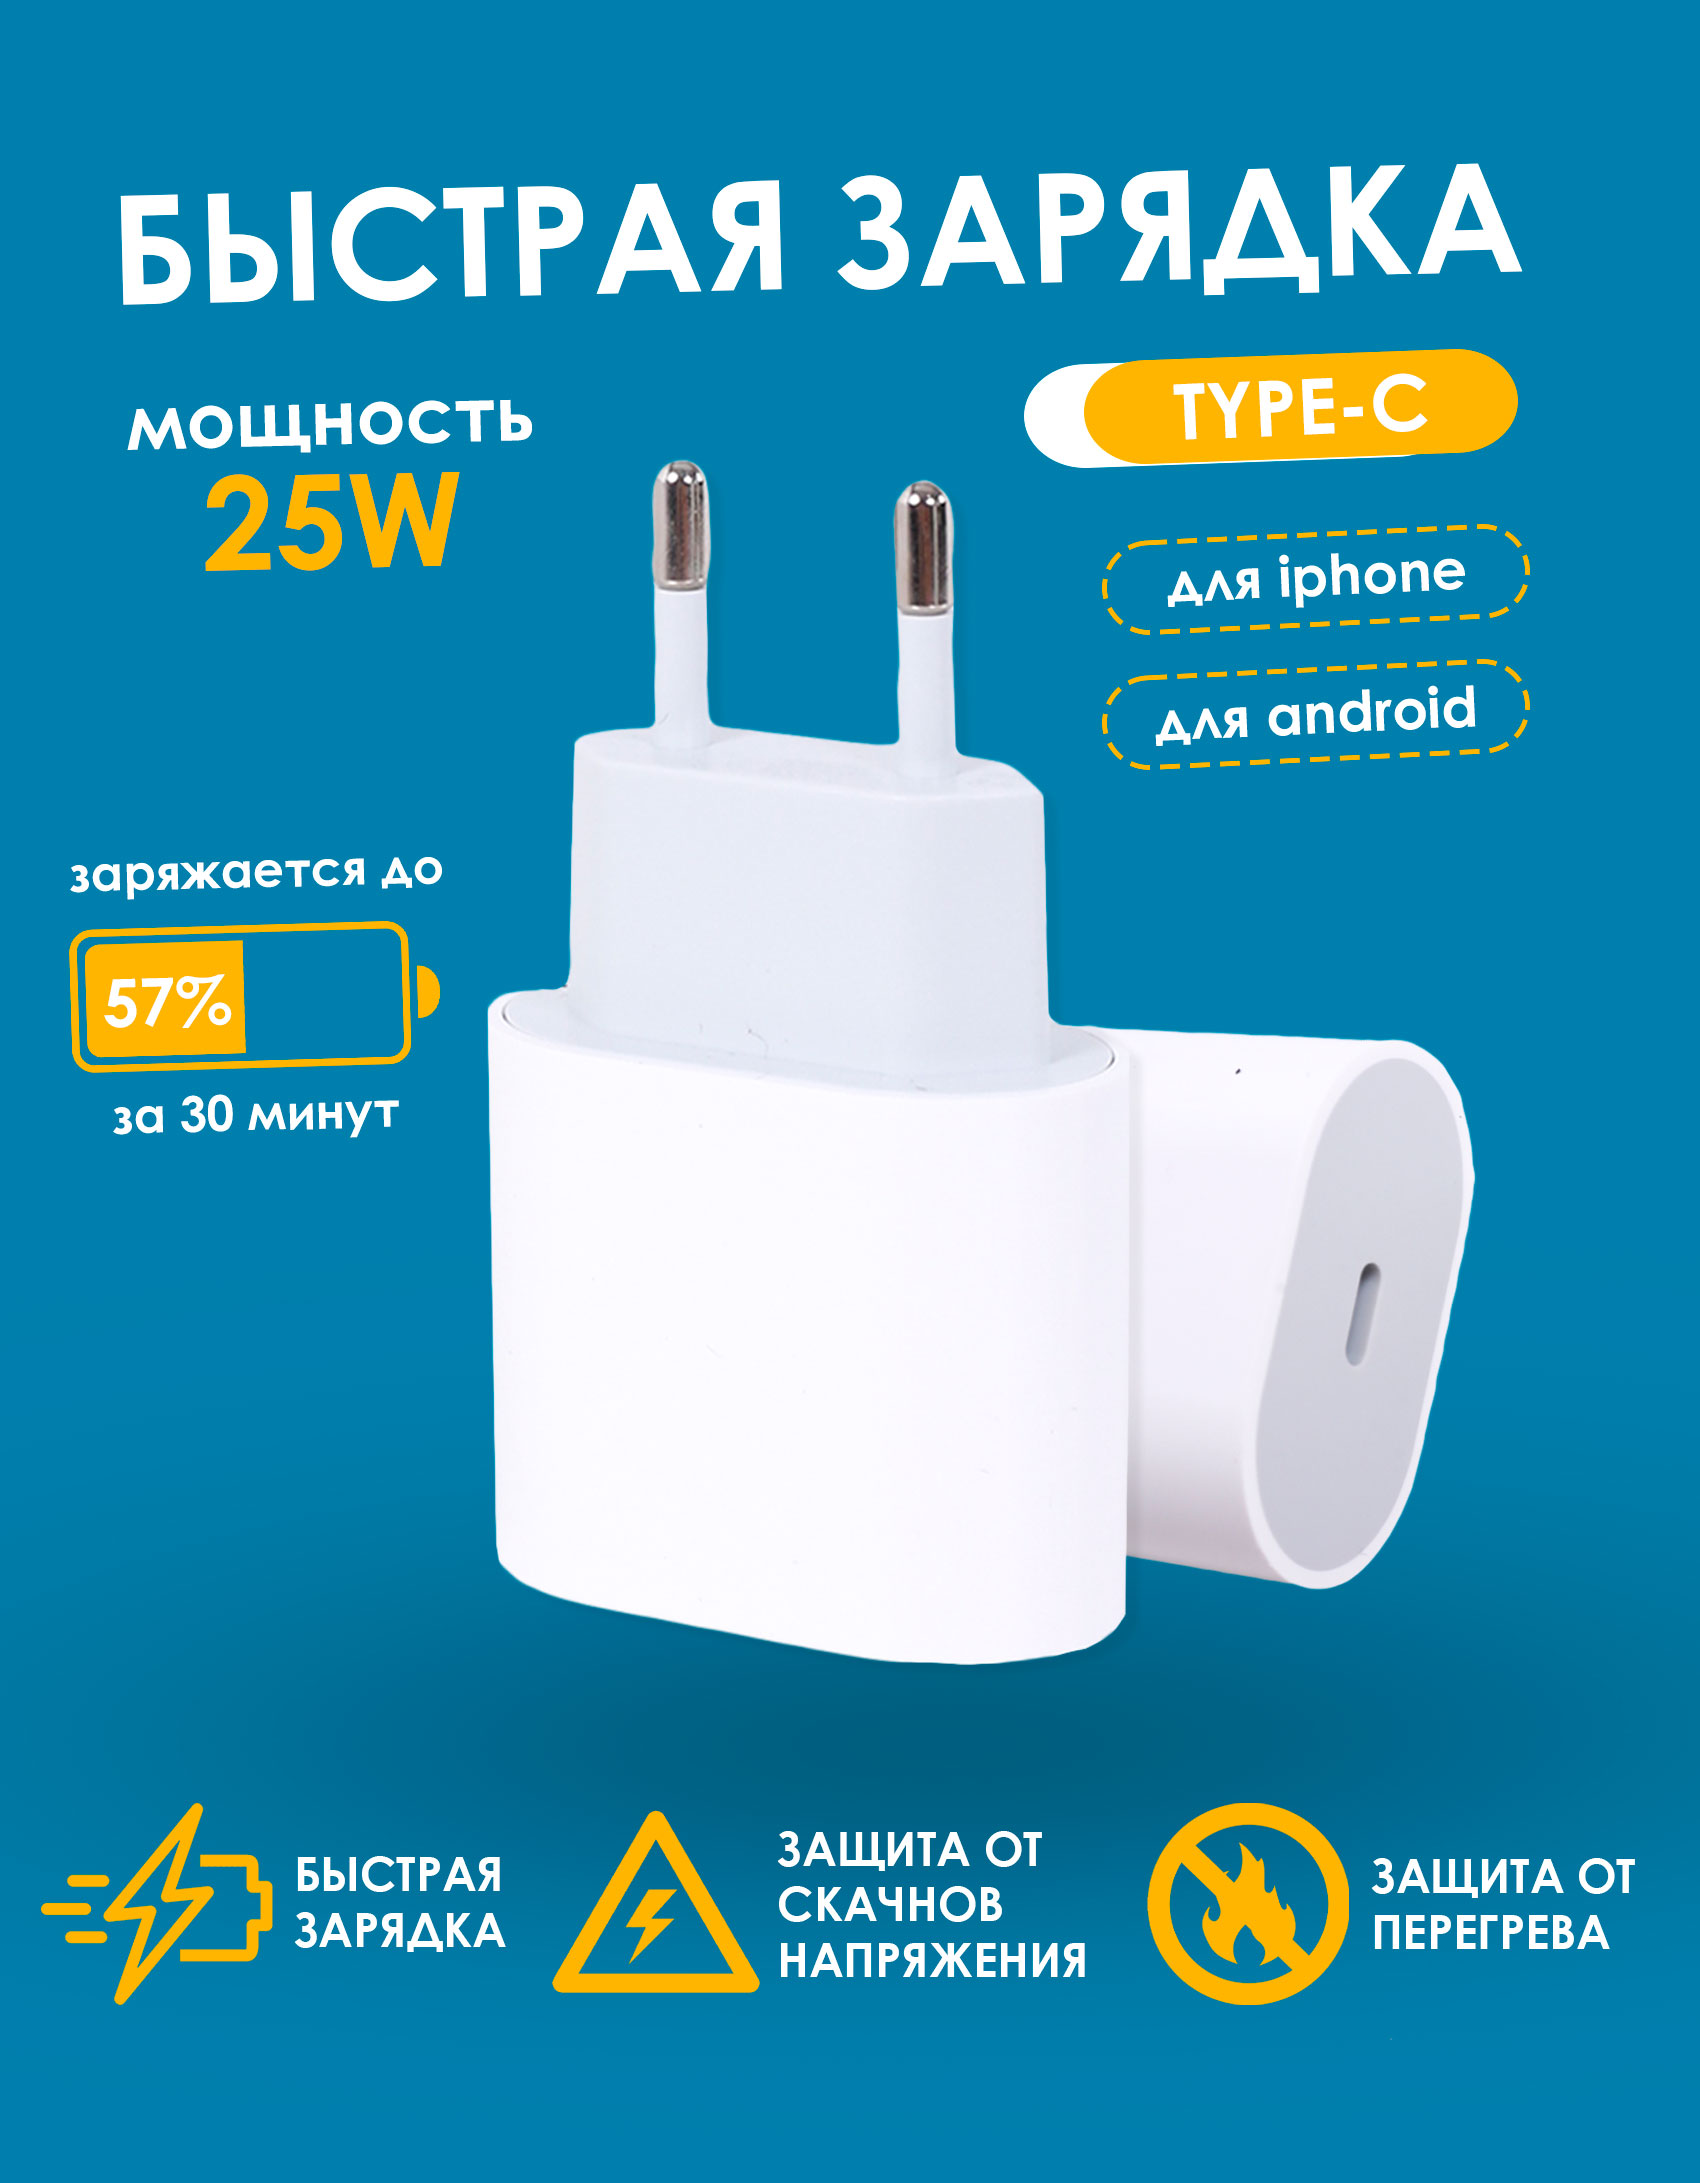 БЫСТРАЯ ЗАРЯДКА
мощность
25W
TYPE-C
для iphone
для android
заряжается до
57%
за 30 минут
БЫСТРАЯ
ЗАРЯДКА
ЗАЩИТА ОТ
СКАЧНОВ
НАПРЯЖЕНИЯ
ЗАЩИТА ОТ
ПЕРЕГРЕВА